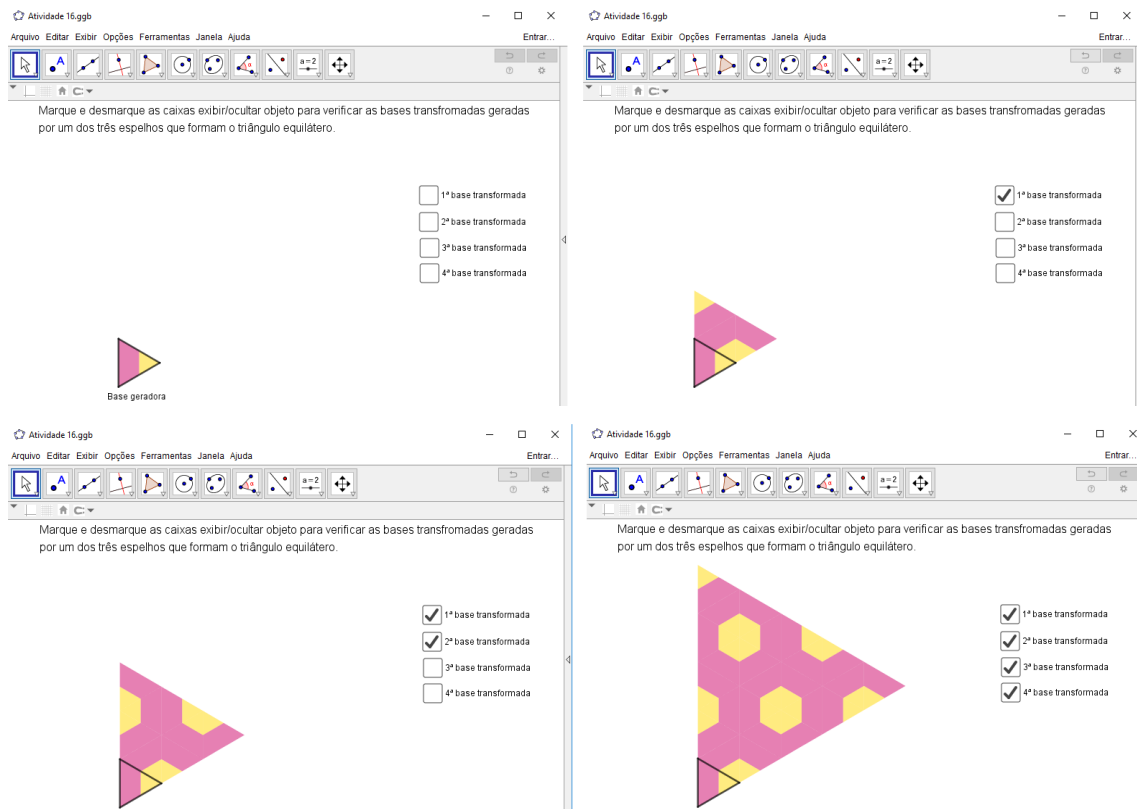 Atividade 16.ggb
Arquivo Editar Exibir Opções Ferramentas Janela Ajuda
Entrar...
A
α
a=2
Marque e desmarque as caixas exibir/ocultar objeto para verificar as bases transfromadas geradas
por um dos três espelhos que formam o triângulo equilátero.
1ª base transformada
2ª base transformada
3ª base transformada
4ª base transformada
Base geradora
Atividade 16.ggb
Arquivo Editar Exibir Opções Ferramentas Janela Ajuda
Entrar...
A
α
a=2
Marque e desmarque as caixas exibir/ocultar objeto para verificar as bases transfromadas geradas
por um dos três espelhos que formam o triângulo equilátero.
1ª base transformada
2ª base transformada
3ª base transformada
4ª base transformada
Atividade 16.ggb
Arquivo Editar Exibir Opções Ferramentas Janela Ajuda
Entrar...
A
α
a=2
Marque e desmarque as caixas exibir/ocultar objeto para verificar as bases transfromadas geradas
por um dos três espelhos que formam o triângulo equilátero.
1ª base transformada
2ª base transformada
3ª base transformada
4ª base transformada
Atividade 16.ggb
Arquivo Editar Exibir Opções Ferramentas Janela Ajuda
Entrar...
A
α
a=2
Marque e desmarque as caixas exibir/ocultar objeto para verificar as bases transfromadas geradas
por um dos três espelhos que formam o triângulo equilátero.
1ª base transformada
2ª base transformada
3ª base transformada
4ª base transformada